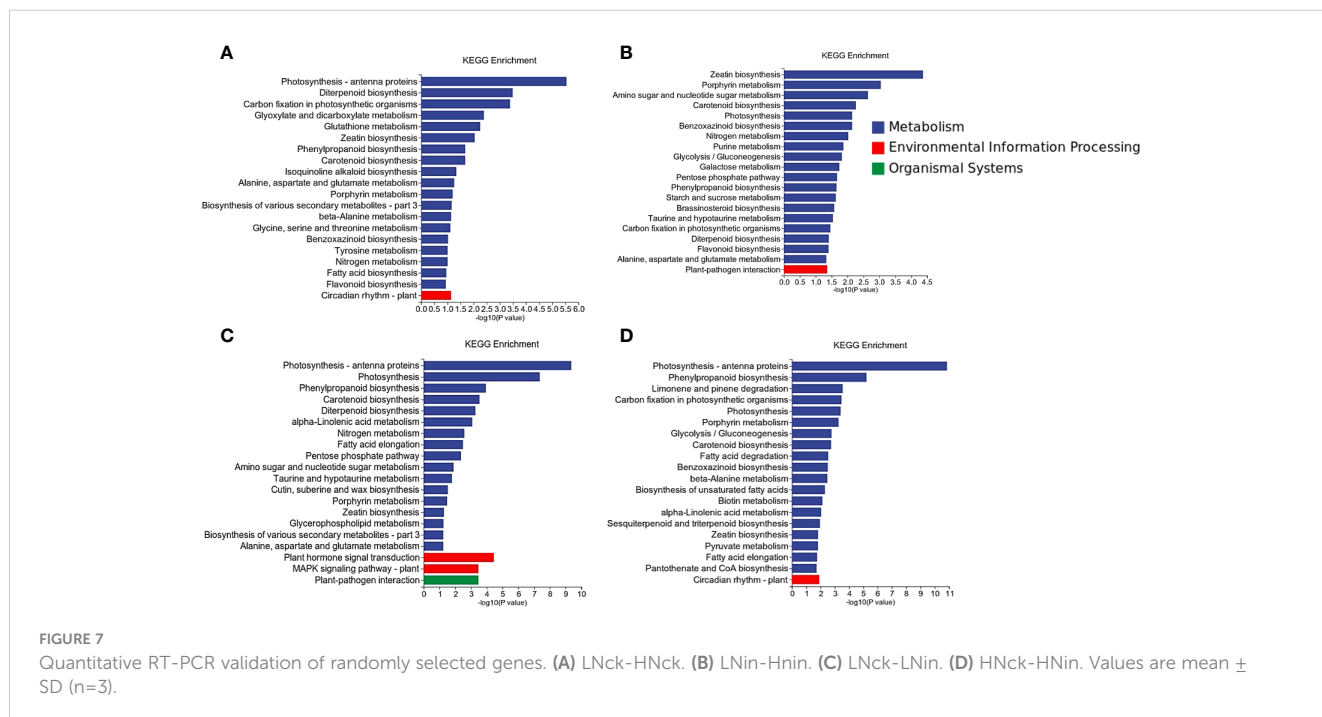 A
KEGG Enrichment
Photosynthesis - antenna proteins
Diterpenoid biosynthesis
Carbon fixation in photosynthetic organisms
Glyoxylate and dicarboxylate metabolism
Glutathione metabolism
Zeatin biosynthesis
Phenylpropanoid biosynthesis
Carotenoid biosynthesis
Isoquinoline alkaloid biosynthesis
Alanine, aspartate and glutamate metabolism
Porphyrin metabolism
Biosynthesis of various secondary metabolites - part 3
beta-Alanine metabolism
Glycine, serine and threonine metabolism
Benzoxazinoid biosynthesis
Tyrosine metabolism
Nitrogen metabolism
Fatty acid biosynthesis
Flavonoid biosynthesis
Circadian rhythm - plant
0.0 0.5 1.0 1.5 2.0 2.5 3.0 3.5 4.0 4.5 5.0 5.5 6.0
-log10(P value)
B
KEGG Enrichment
Zeatin biosynthesis
Porphyrin metabolism
Amino sugar and nucleotide sugar metabolism
Carotenoid biosynthesis
Photosynthesis
Benzoxazinoid biosynthesis
Nitrogen metabolism
Purine metabolism
Glycolysis / Gluconeogenesis
Galactose metabolism
Pentose phosphate pathway
Phenylpropanoid biosynthesis
Starch and sucrose metabolism
Brassinosteroid biosynthesis
Taurine and hypotaurine metabolism
Carbon fixation in photosynthetic organisms
Diterpenoid biosynthesis
Flavonoid biosynthesis
Alanine, aspartate and glutamate metabolism
Plant-pathogen interaction
0.0 0.5 1.0 1.5 2.0 2.5 3.0 3.5 4.0 4.5
-log10(P value)
Metabolism
Environmental Information Processing
Organismal Systems
C
KEGG Enrichment
Photosynthesis - antenna proteins
Photosynthesis
Phenylpropanoid biosynthesis
Carotenoid biosynthesis
Diterpenoid biosynthesis
alpha-Linolenic acid metabolism
Nitrogen metabolism
Fatty acid elongation
Pentose phosphate pathway
Amino sugar and nucleotide sugar metabolism
Taurine and hypotaurine metabolism
Cutin, suberine and wax biosynthesis
Porphyrin metabolism
Zeatin biosynthesis
Glycerophospholipid metabolism
Biosynthesis of various secondary metabolites - part 3
Alanine, aspartate and glutamate metabolism
Plant hormone signal transduction
MAPK signaling pathway - plant
Plant-pathogen interaction
0 1 2 3 4 5 6 7 8 9 10
-log10(P value)
D
KEGG Enrichment
Photosynthesis - antenna proteins
Phenylpropanoid biosynthesis
Limonene and pinene degradation
Carbon fixation in photosynthetic organisms
Photosynthesis
Porphyrin metabolism
Glycolysis / Gluconeogenesis
Carotenoid biosynthesis
Fatty acid degradation
Benzoxazinoid biosynthesis
beta-Alanine metabolism
Biosynthesis of unsaturated fatty acids
Biotin metabolism
alpha-Linolenic acid metabolism
Sesquiterpenoid and triterpenoid biosynthesis
Zeatin biosynthesis
Pyruvate metabolism
Fatty acid elongation
Pantothenate and CoA biosynthesis
Circadian rhythm - plant
0 1 2 3 4 5 6 7 8 9 10 11
-log10(P value)
FIGURE 7
Quantitative RT-PCR validation of randomly selected genes. (A) LNck-HNck. (B) LNin-Hnin. (C) LNck-LNin. (D) HNck-HNin. Values are mean ±
SD (n=3).